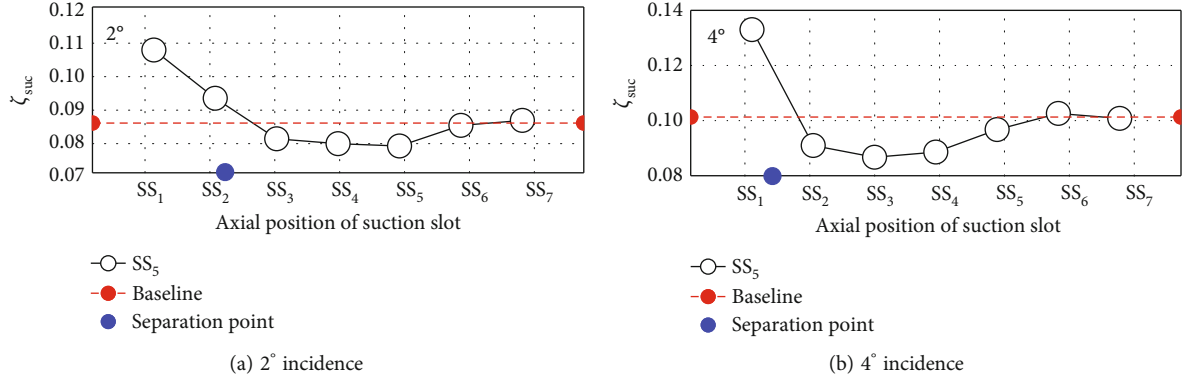 0.12
0.11
0.10
0.09
0.08
0.07
ζsuc
2°
SS1 SS2 SS3 SS4 SS5 SS6 SS7
Axial position of suction slot
SS5
Baseline
Separation point
(a) 2° incidence
0.14
0.12
0.10
0.08
ζsuc
4°
SS1 SS2 SS3 SS4 SS5 SS6 SS7
Axial position of suction slot
SS5
Baseline
Separation point
(b) 4° incidence